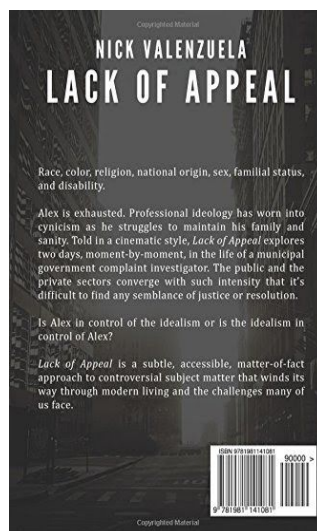 Copyrighted Material
NICK VALENZUELA
LACK OF APPEAL
Race, color, religion, national origin, sex, familial status,
and disability.
Alex is exhausted. Professional ideology has worn into
cynicism as he struggles to maintain his family and
sanity. Told in a cinematic style, Lack of Appeal explores
two days, moment-by-moment, in the life of a municipal
government complaint investigator. The public and the
private sectors converge with such intensity that it's
difficult to find any semblance of justice or resolution.
Is Alex in control of the idealism or is the idealism in
control of Alex?
Lack of Appeal is a subtle, accessible, matter-of-fact
approach to controversial subject matter that winds its
way through modern living and the challenges many of
us face.
ISBN 9781981141081
90000 >
9 781981 141081
Copyrighted Material